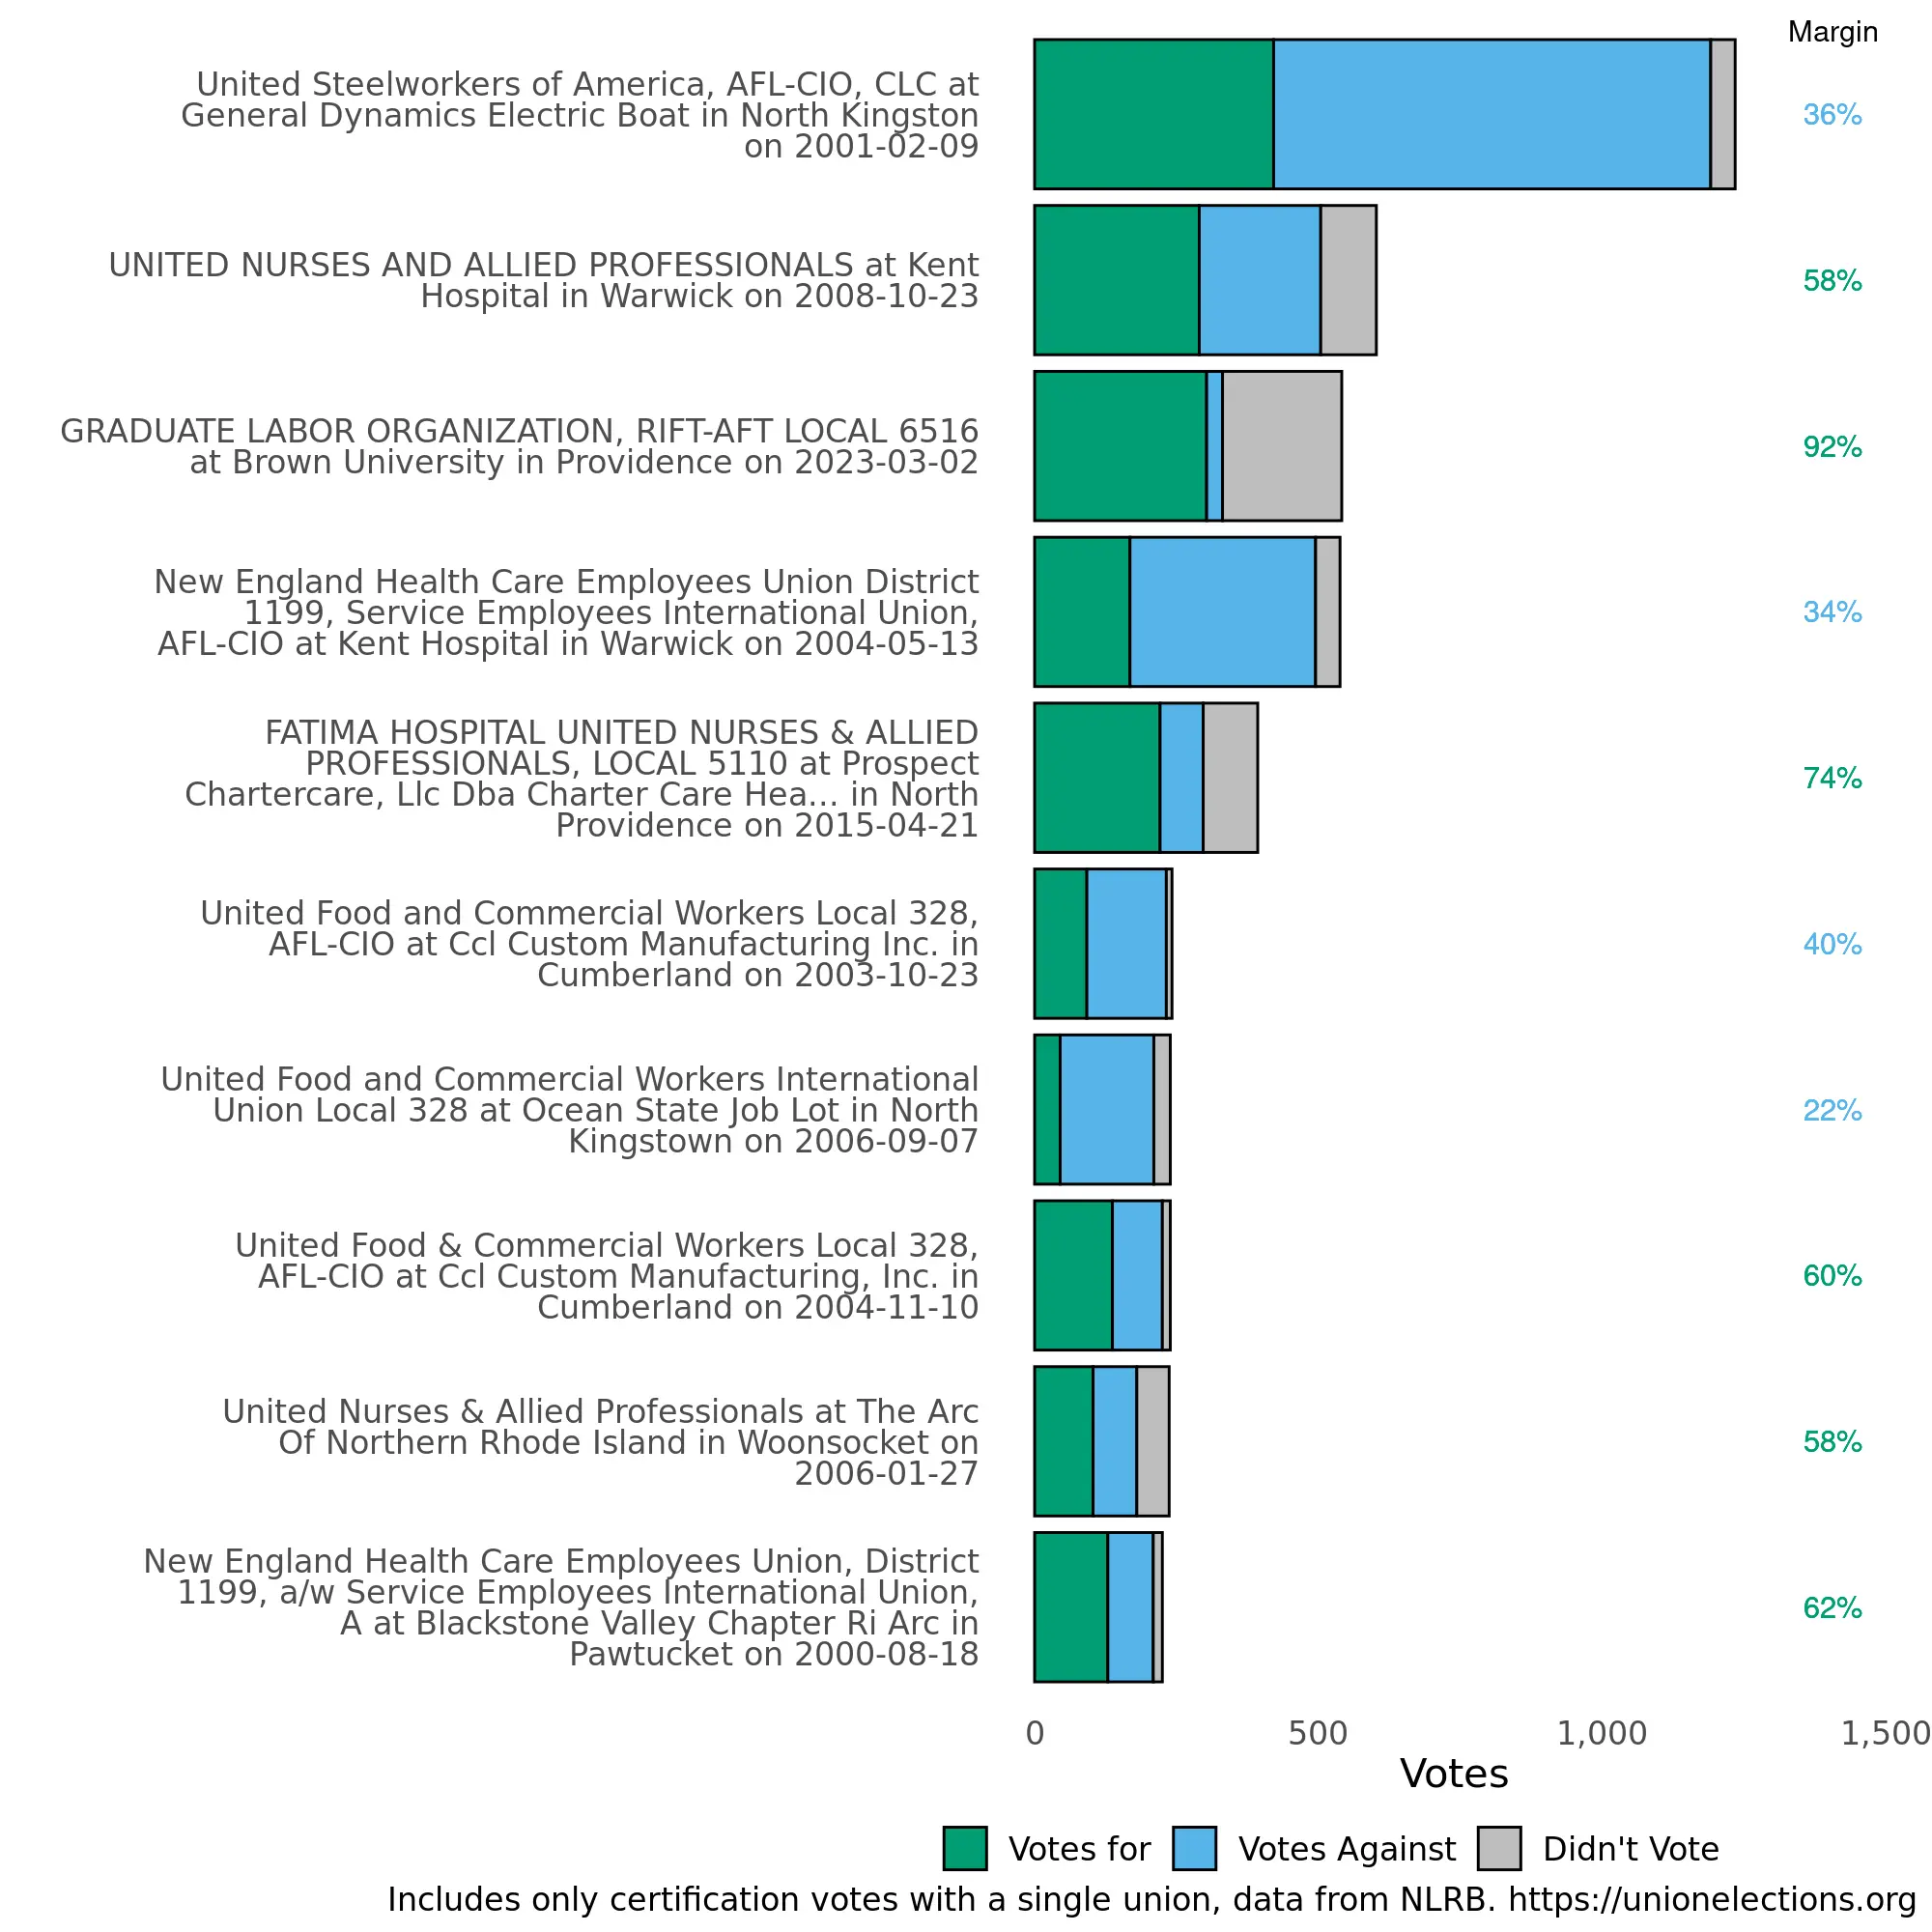 Margin
United Steelworkers of America, AFL-CIO, CLC at
General Dynamics Electric Boat in North Kingston
on 2001-02-09
36%
UNITED NURSES AND ALLIED PROFESSIONALS at Kent
Hospital in Warwick on 2008-10-23
58%
GRADUATE LABOR ORGANIZATION, RIFT-AFT LOCAL 6516
at Brown University in Providence on 2023-03-02
92%
New England Health Care Employees Union District
1199, Service Employees International Union,
AFL-CIO at Kent Hospital in Warwick on 2004-05-13
34%
FATIMA HOSPITAL UNITED NURSES & ALLIED
PROFESSIONALS, LOCAL 5110 at Prospect
Chartercare, Llc Dba Charter Care Hea... in North
Providence on 2015-04-21
74%
United Food and Commercial Workers Local 328,
AFL-CIO at Ccl Custom Manufacturing Inc. in
Cumberland on 2003-10-23
40%
United Food and Commercial Workers International
Union Local 328 at Ocean State Job Lot in North
Kingstown on 2006-09-07
22%
United Food & Commercial Workers Local 328,
AFL-CIO at Ccl Custom Manufacturing, Inc. in
Cumberland on 2004-11-10
60%
United Nurses & Allied Professionals at The Arc
Of Northern Rhode Island in Woonsocket on
2006-01-27
58%
New England Health Care Employees Union, District
1199, a/w Service Employees International Union,
A at Blackstone Valley Chapter Ri Arc in
Pawtucket on 2000-08-18
62%
0 500 1,000 1,500
Votes
Votes for Votes Against Didn't Vote
Includes only certification votes with a single union, data from NLRB. https://unionelections.org